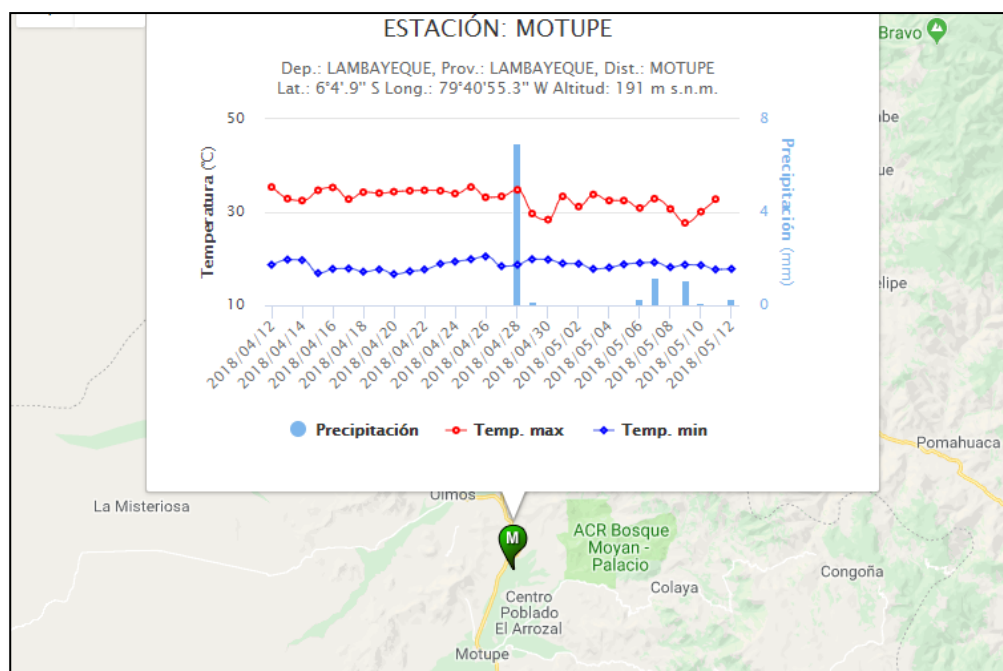 ESTACIÓN: MOTUPE
Bravo
Dep.: LAMBAYEQUE, Prov.: LAMBAYEQUE, Dist.: MOTUPE
Lat.: 6°4'.9" S Long.: 79°40'55.3" W Altitud: 191 m s.n.m.
50
30
10
Temperatura (°C)
8
4
0
Precipitación (mm)
2018/04/12
2018/04/14
2018/04/16
2018/04/18
2018/04/20
2018/04/22
2018/04/24
2018/04/26
2018/04/28
2018/04/30
2018/05/02
2018/05/04
2018/05/06
2018/05/08
2018/05/10
2018/05/12
Precipitación Temp. max Temp. min
Pomahuaca
Olmos
La Misteriosa
M
ACR Bosque
Moyan -
Palacio
Congoña
Colaya
Centro
Poblado
El Arrozal
Motupe